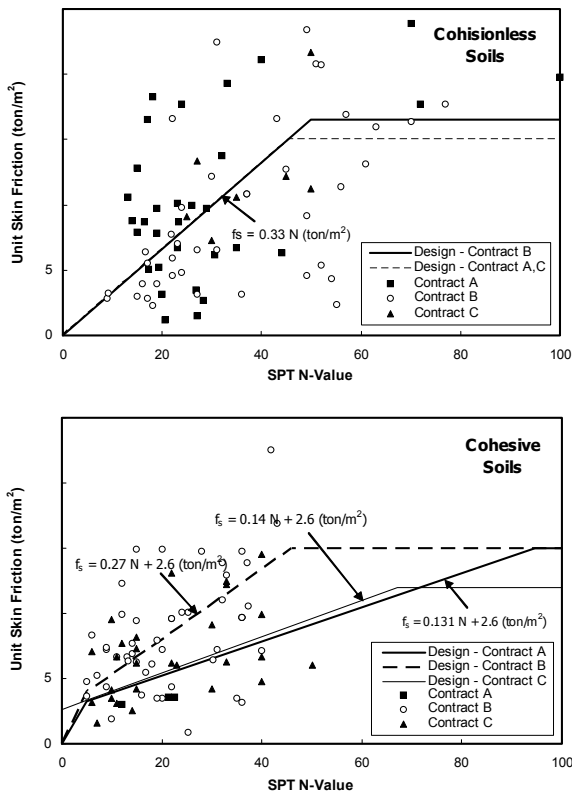 Cohisionless
Soils
Unit Skin Friction (ton/m²)
5
0
fs = 0.33 N (ton/m²)
Design - Contract B
Design - Contract A,C
Contract A
Contract B
Contract C
0 20 40 60 80 100
SPT N-Value
Cohesive
Soils
Unit Skin Friction (ton/m²)
fₛ = 0.14 N + 2.6 (ton/m²)
fₛ = 0.27 N + 2.6 (ton/m²)
fₛ = 0.131 N + 2.6 (ton/m²)
5
0
Design - Contract A
Design - Contract B
Design - Contract C
Contract A
Contract B
Contract C
0 20 40 60 80 100
SPT N-Value